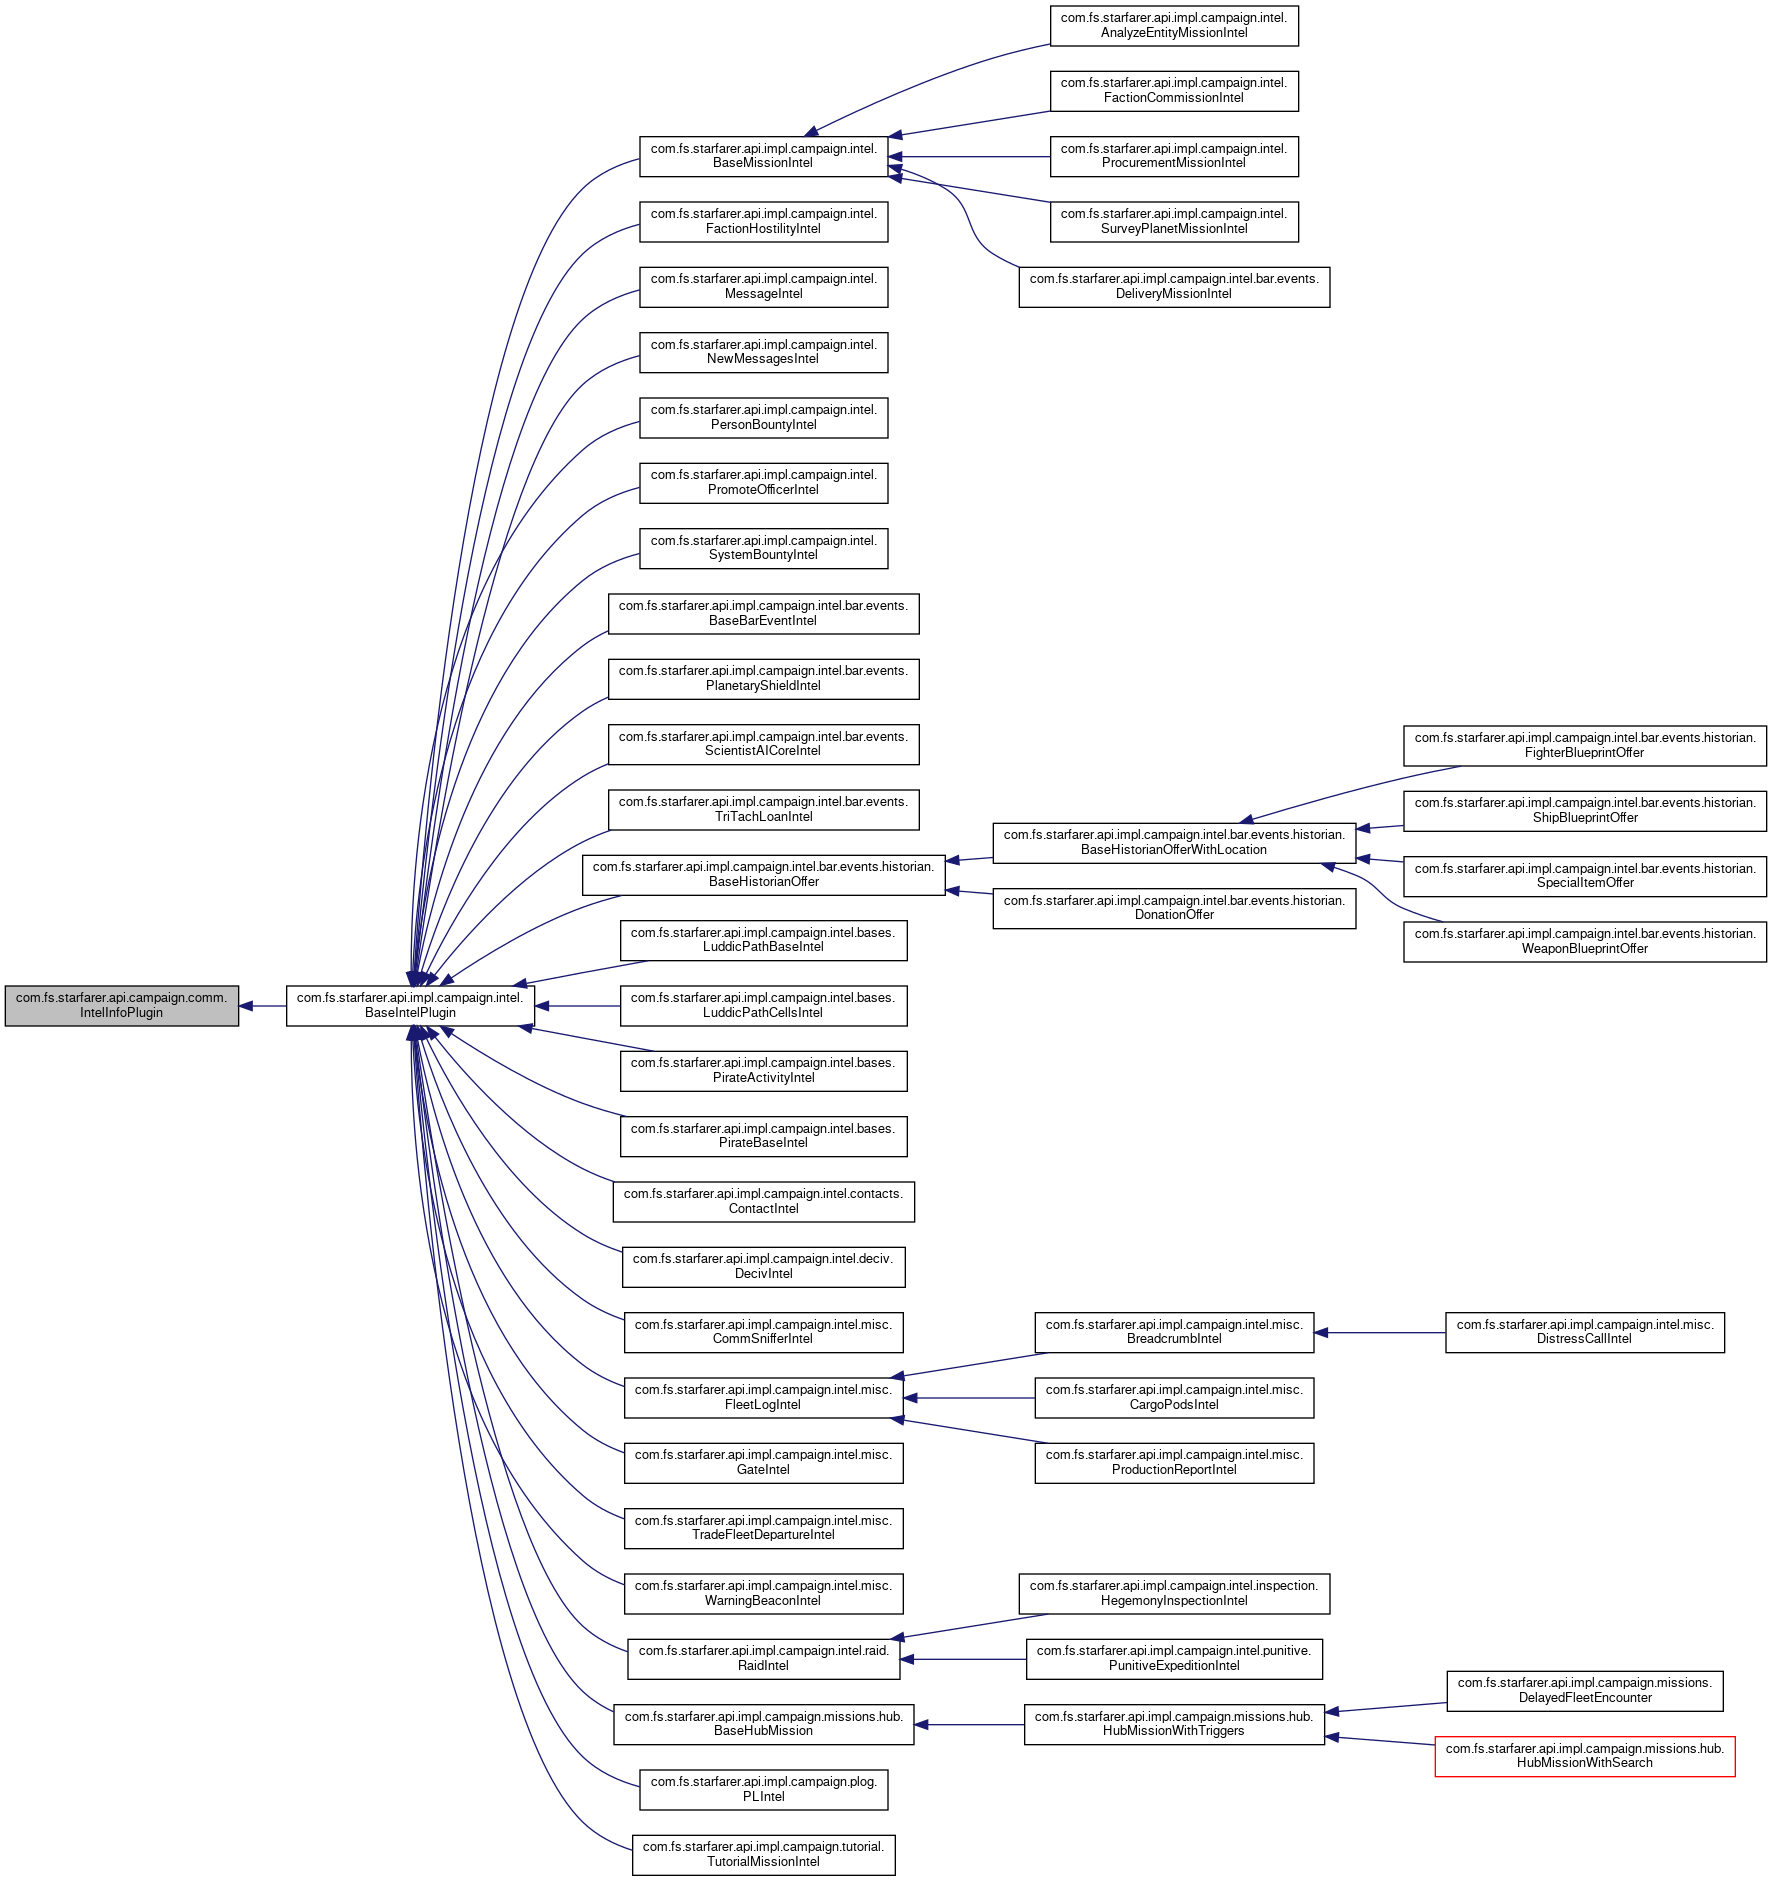 com.fs.starfarer.api.impl.campaign.intel.
AnalyzeEntityMissionIntel
com.fs.starfarer.api.impl.campaign.intel.
FactionCommissionIntel
com.fs.starfarer.api.impl.campaign.intel.
BaseMissionIntel
com.fs.starfarer.api.impl.campaign.intel.
ProcurementMissionIntel
com.fs.starfarer.api.impl.campaign.intel.
FactionHostilityIntel
com.fs.starfarer.api.impl.campaign.intel.
SurveyPlanetMissionIntel
com.fs.starfarer.api.impl.campaign.intel.
MessageIntel
com.fs.starfarer.api.impl.campaign.intel.bar.events.
DeliveryMissionIntel
com.fs.starfarer.api.impl.campaign.intel.
NewMessagesIntel
com.fs.starfarer.api.impl.campaign.intel.
PersonBountyIntel
com.fs.starfarer.api.impl.campaign.intel.
PromoteOfficerIntel
com.fs.starfarer.api.impl.campaign.intel.
SystemBountyIntel
com.fs.starfarer.api.impl.campaign.intel.bar.events.
BaseBarEventIntel
com.fs.starfarer.api.impl.campaign.intel.bar.events.
PlanetaryShieldIntel
com.fs.starfarer.api.impl.campaign.intel.bar.events.
ScientistAICoreIntel
com.fs.starfarer.api.impl.campaign.intel.bar.events.historian.
FighterBlueprintOffer
com.fs.starfarer.api.impl.campaign.intel.bar.events.
TriTachLoanIntel
com.fs.starfarer.api.impl.campaign.intel.bar.events.historian.
ShipBlueprintOffer
com.fs.starfarer.api.impl.campaign.intel.bar.events.historian.
BaseHistorianOfferWithLocation
com.fs.starfarer.api.impl.campaign.intel.bar.events.historian.
BaseHistorianOffer
com.fs.starfarer.api.impl.campaign.intel.bar.events.historian.
SpecialItemOffer
com.fs.starfarer.api.impl.campaign.intel.bar.events.historian.
DonationOffer
com.fs.starfarer.api.impl.campaign.intel.bases.
LuddicPathBaseIntel
com.fs.starfarer.api.impl.campaign.intel.bar.events.historian.
WeaponBlueprintOffer
com.fs.starfarer.api.campaign.comm.
IntelInfoPlugin
com.fs.starfarer.api.impl.campaign.intel.
BaseIntelPlugin
com.fs.starfarer.api.impl.campaign.intel.bases.
LuddicPathCellsIntel
com.fs.starfarer.api.impl.campaign.intel.bases.
PirateActivityIntel
com.fs.starfarer.api.impl.campaign.intel.bases.
PirateBaseIntel
com.fs.starfarer.api.impl.campaign.intel.contacts.
ContactIntel
com.fs.starfarer.api.impl.campaign.intel.deciv.
DecivIntel
com.fs.starfarer.api.impl.campaign.intel.misc.
CommSnifferIntel
com.fs.starfarer.api.impl.campaign.intel.misc.
BreadcrumbIntel
com.fs.starfarer.api.impl.campaign.intel.misc.
DistressCallIntel
com.fs.starfarer.api.impl.campaign.intel.misc.
FleetLogIntel
com.fs.starfarer.api.impl.campaign.intel.misc.
CargoPodsIntel
com.fs.starfarer.api.impl.campaign.intel.misc.
GateIntel
com.fs.starfarer.api.impl.campaign.intel.misc.
ProductionReportIntel
com.fs.starfarer.api.impl.campaign.intel.misc.
TradeFleetDepartureIntel
com.fs.starfarer.api.impl.campaign.intel.misc.
WarningBeaconIntel
com.fs.starfarer.api.impl.campaign.intel.inspection.
HegemonyInspectionIntel
com.fs.starfarer.api.impl.campaign.intel.raid.
RaidIntel
com.fs.starfarer.api.impl.campaign.intel.punitive.
PunitiveExpeditionIntel
com.fs.starfarer.api.impl.campaign.missions.
DelayedFleetEncounter
com.fs.starfarer.api.impl.campaign.missions.hub.
BaseHubMission
com.fs.starfarer.api.impl.campaign.missions.hub.
HubMissionWithTriggers
com.fs.starfarer.api.impl.campaign.missions.hub.
HubMissionWithSearch
com.fs.starfarer.api.impl.campaign.plog.
PLIntel
com.fs.starfarer.api.impl.campaign.tutorial.
TutorialMissionIntel